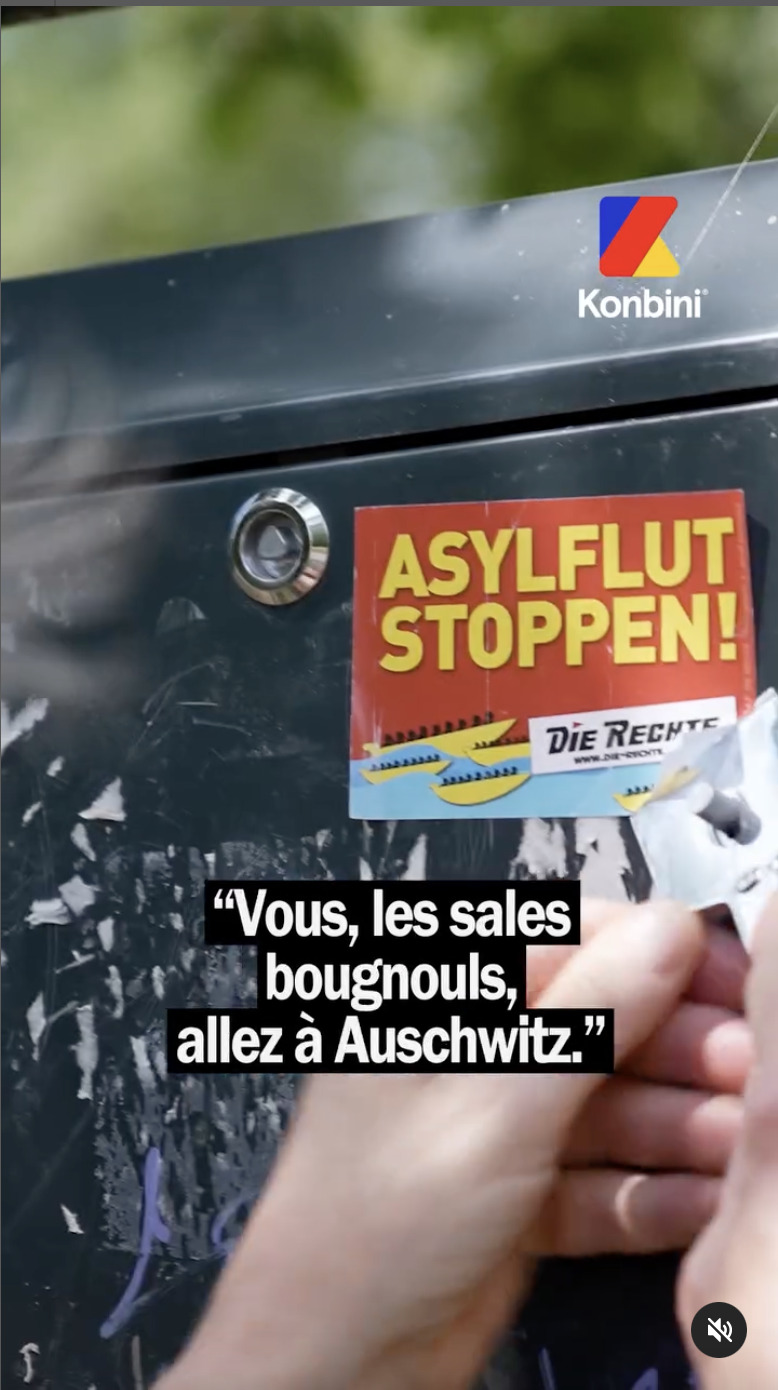 Konbini
ASYLFLUT
STOPPEN!
DIE RECHTE
“Vous, les sales
bougnouls,
allez à Auschwitz.”